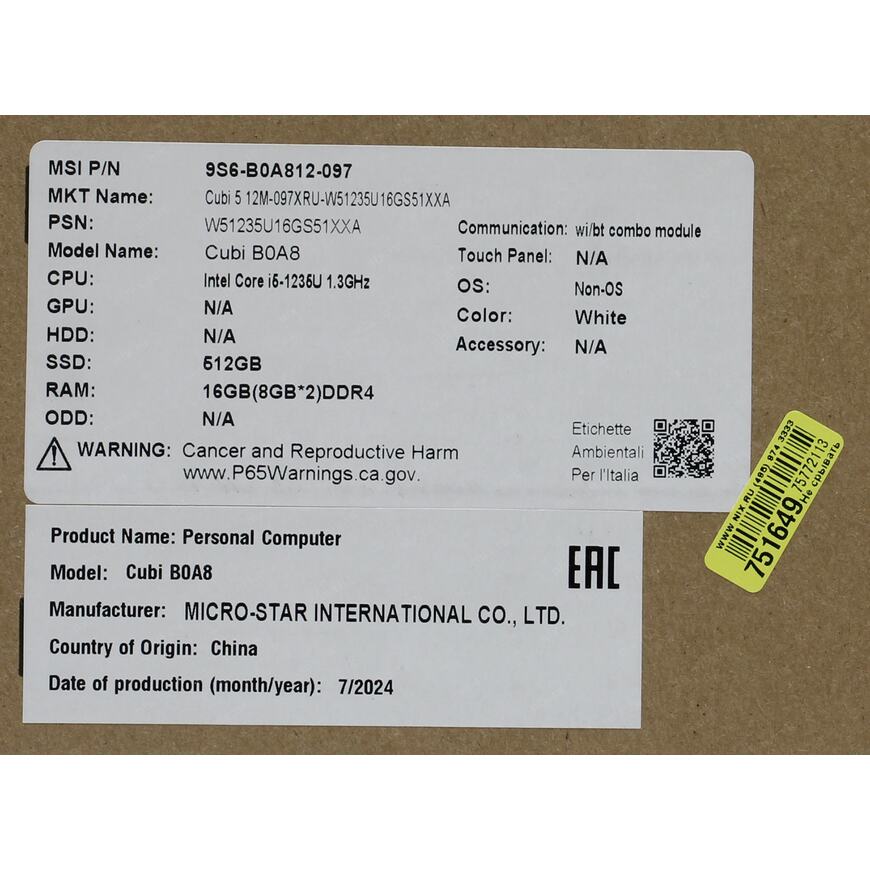 MSI P/N 9S6-B0A812-097
MKT Name: Cubi 5 12M-097XRU-W51235U16GS51XXA
PSN: W51235U16GS51XXA
Model Name: Cubi B0A8
CPU: Intel Core i5-1235U 1.3GHz
GPU: N/A
HDD: N/A
SSD: 512GB
RAM: 16GB(8GB*2)DDR4
ODD: N/A
Communication: wi/bt combo module
Touch Panel: N/A
OS: Non-OS
Color: White
Accessory: N/A
WARNING: Cancer and Reproductive Harm
www.P65Warnings.ca.gov.
Etichette
Ambientali
Per l'Italia
Product Name: Personal Computer
Model: Cubi B0A8
Manufacturer: MICRO-STAR INTERNATIONAL CO., LTD.
Country of Origin: China
Date of production (month/year): 7/2024
EAC
www.NIX.RU (495) 974 3333
751649
75772113
Не срывать